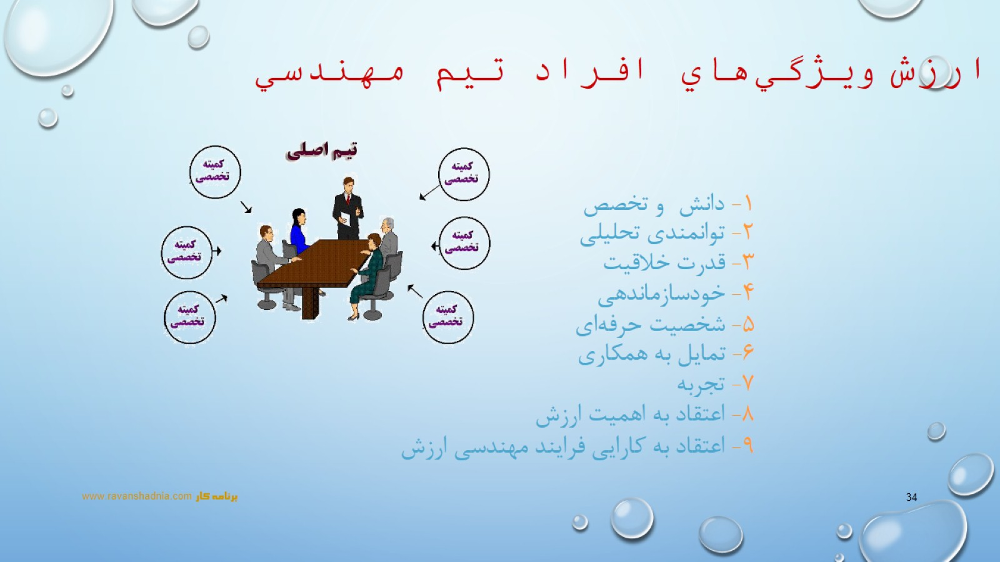 ارزش ويژگي‌هاي افراد تيم مهندسي
تیم اصلی
کمیته
تخصصی
کمیته
تخصصی
کمیته
تخصصی
کمیته
تخصصی
کمیته
تخصصی
کمیته
تخصصی
۱- دانش و تخصص
۲- توانمندی تحلیلی
۳- قدرت خلاقیت
۴- خودسازماندهی
۵- شخصیت حرفه‌ای
۶- تمایل به همکاری
۷- تجربه
۸- اعتقاد به اهمیت ارزش
۹- اعتقاد به کارایی فرایند مهندسی ارزش
برنامه کار www.ravanshadnia.com
34